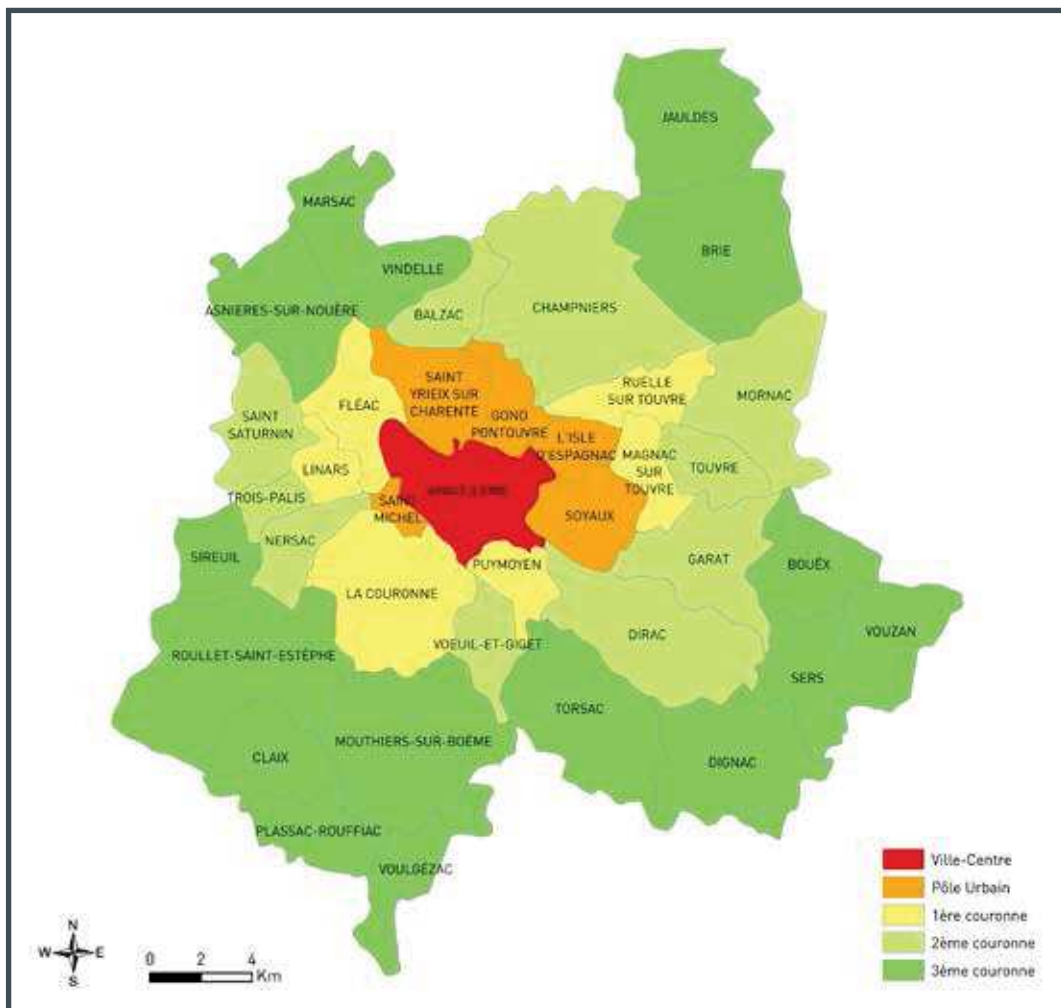 JAULDES
MARSAC
BRIE
VINDELLE
ASNIERES-SUR-NOUÈRE
BALZAC
CHAMPNIERS
SAINT
YRIEIX SUR
CHARENTE
RUELLE
SUR TOUVRE
MORNAC
FLÉAC
SAINT
SATURNIN
GOND
PONTOUVRE
L'ISLE
D'ESPAGNAC
MAGNAC
SUR
TOUVRE
TOUVRE
LINARS
TROIS-PALIS
SAINT
MICHEL
SOYAUX
NERSAC
SIREUIL
PUYMOYEN
GARAT
BOUËX
LA COURONNE
VOEUIL-ET-GIGET
DIRAC
VOUZAN
ROULLET-SAINT-ESTÈPHE
SERS
TORSAC
MOUTHIERS-SUR-BOËME
CLAIX
DIGNAC
PLASSAC-ROUFFIAC
VOULGÉZAC
Ville-Centre
Pôle Urbain
1ère couronne
2ème couronne
3ème couronne
N
W E
S
0 2 4
Km